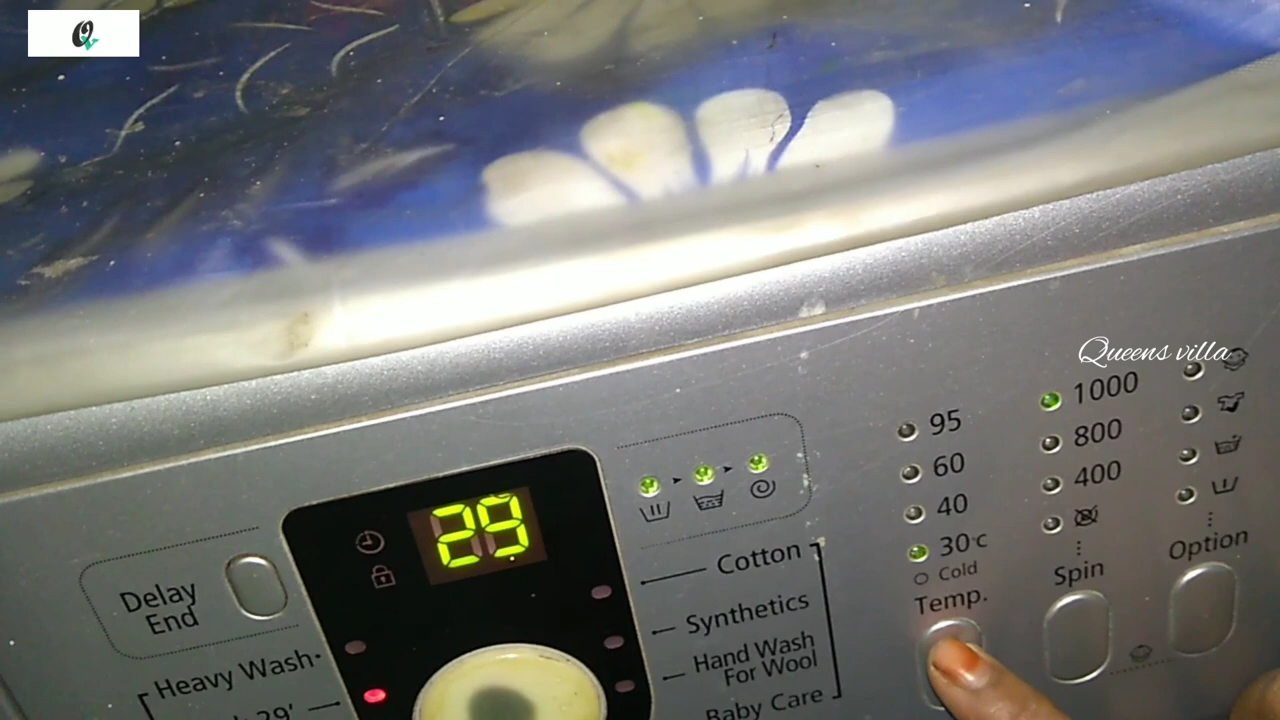 Queens villa
95
60
40
30°C
Cold
Temp.
1000
800
400
Spin
Option
29
Delay
End
Heavy Wash
29'
Cotton
Synthetics
Hand Wash
For Wool
Baby Care